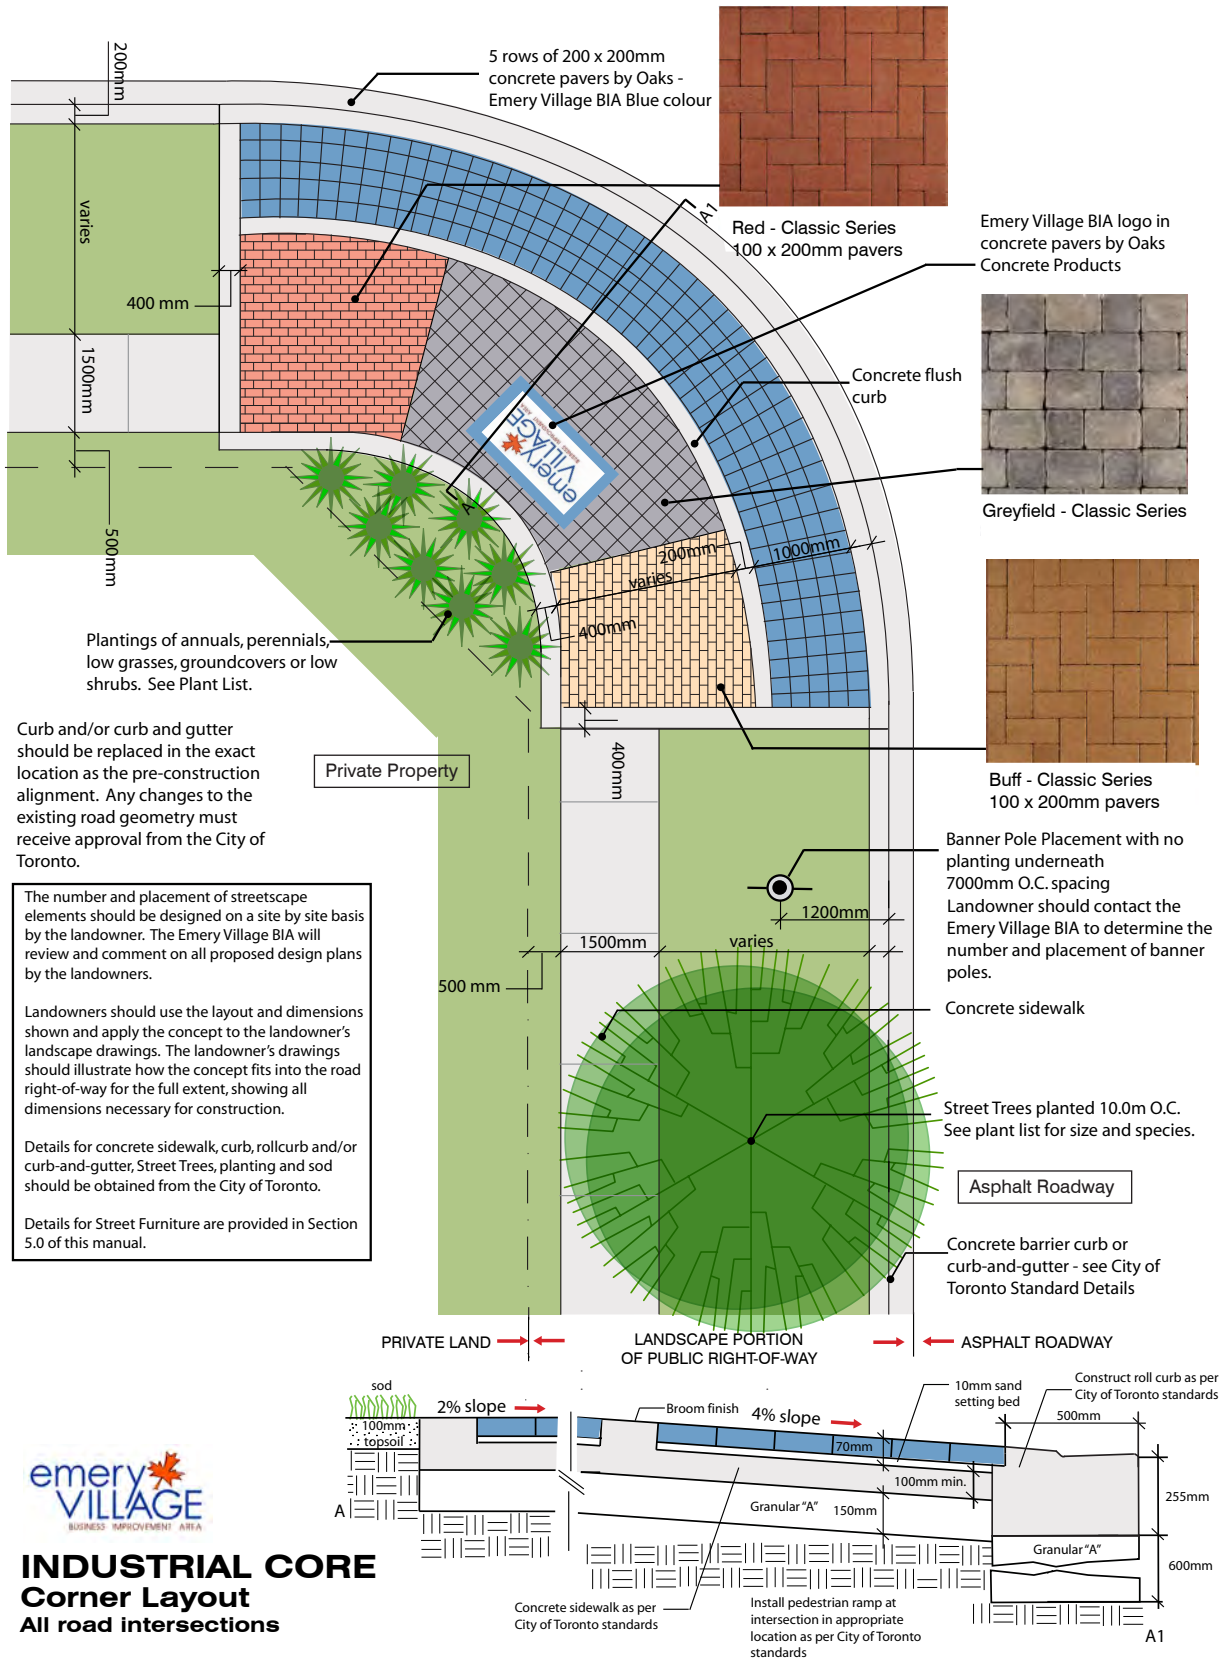 200mm
5 rows of 200 x 200mm
concrete pavers by Oaks -
Emery Village BIA Blue colour
A1
Red - Classic Series
100 x 200mm pavers
Emery Village BIA logo in
concrete pavers by Oaks
Concrete Products
varies
400 mm
1500mm
Concrete flush
curb
emery
VILLAGE
BUSINESS IMPROVEMENT AREA
A
500mm
Greyfield - Classic Series
200mm
1000mm
varies
400mm
Plantings of annuals, perennials,
low grasses, groundcovers or low
shrubs. See Plant List.
Curb and/or curb and gutter
should be replaced in the exact
location as the pre-construction
alignment. Any changes to the
existing road geometry must
receive approval from the City of
Toronto.
Private Property
400mm
Buff - Classic Series
100 x 200mm pavers
Banner Pole Placement with no
planting underneath
7000mm O.C. spacing
Landowner should contact the
Emery Village BIA to determine the
number and placement of banner
poles.
1200mm
1500mm
varies
500 mm
The number and placement of streetscape
elements should be designed on a site by site basis
by the landowner. The Emery Village BIA will
review and comment on all proposed design plans
by the landowners.
Landowners should use the layout and dimensions
shown and apply the concept to the landowner's
landscape drawings. The landowner's drawings
should illustrate how the concept fits into the road
right-of-way for the full extent, showing all
dimensions necessary for construction.
Details for concrete sidewalk, curb, rollcurb and/or
curb-and-gutter, Street Trees, planting and sod
should be obtained from the City of Toronto.
Details for Street Furniture are provided in Section
5.0 of this manual.
Concrete sidewalk
Street Trees planted 10.0m O.C.
See plant list for size and species.
Asphalt Roadway
Concrete barrier curb or
curb-and-gutter - see City of
Toronto Standard Details
PRIVATE LAND
LANDSCAPE PORTION
OF PUBLIC RIGHT-OF-WAY
ASPHALT ROADWAY
sod
2% slope
Broom finish
4% slope
10mm sand
setting bed
Construct roll curb as per
City of Toronto standards
500mm
100mm
topsoil
70mm
100mm min.
Granular "A"
150mm
255mm
A
Granular "A"
600mm
Concrete sidewalk as per
City of Toronto standards
Install pedestrian ramp at
intersection in appropriate
location as per City of Toronto
standards
A1
emery
VILLAGE
BUSINESS IMPROVEMENT AREA
INDUSTRIAL CORE
Corner Layout
All road intersections